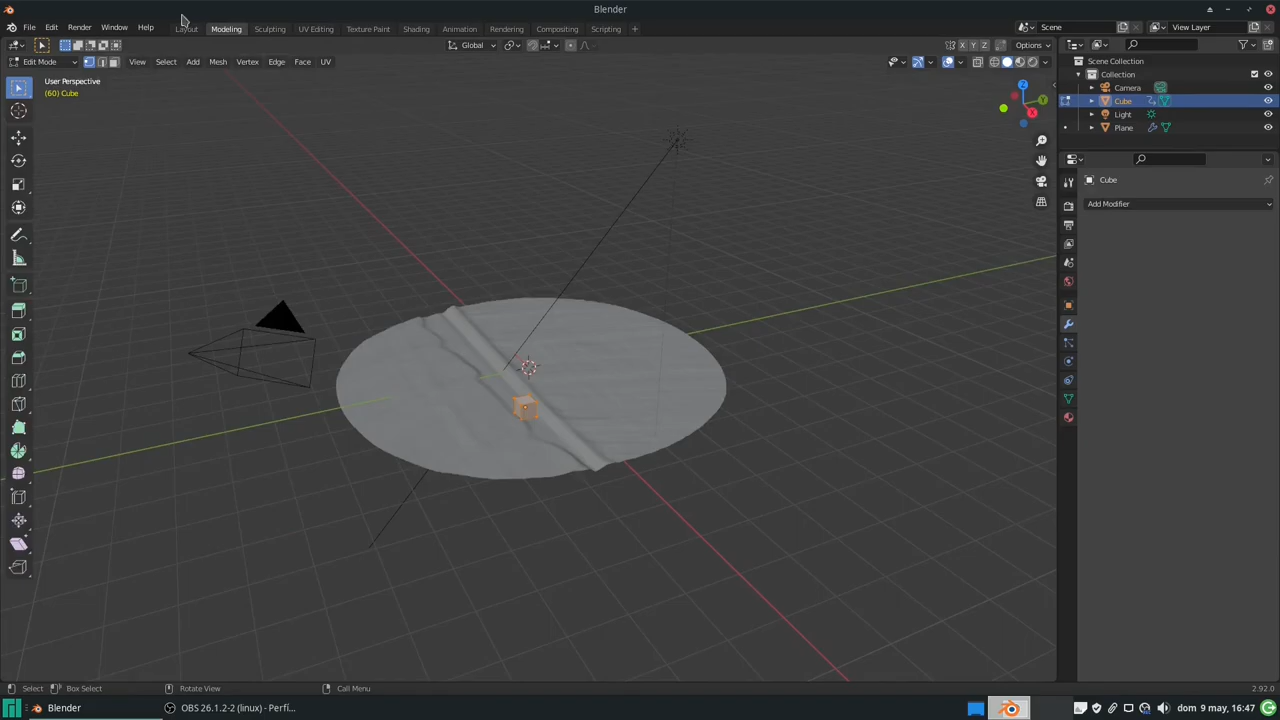 Blender
File Edit Render Window Help Layout Modeling Sculpting UV Editing Texture Paint Shading Animation Rendering Compositing Scripting Scene View Layer
Global Options
Edit Mode View Select Add Mesh Vertex Edge Face UV
X Y Z
User Perspective
(60) Cube
Scene Collection
Collection
Camera
Cube
Light
Plane
Cube
Add Modifier
Z
Y
X
Select Box Select Rotate View Call Menu 2.92.0
Blender OBS 26.1.2-2 (linux) - Perfí... dom 9 may, 16:47